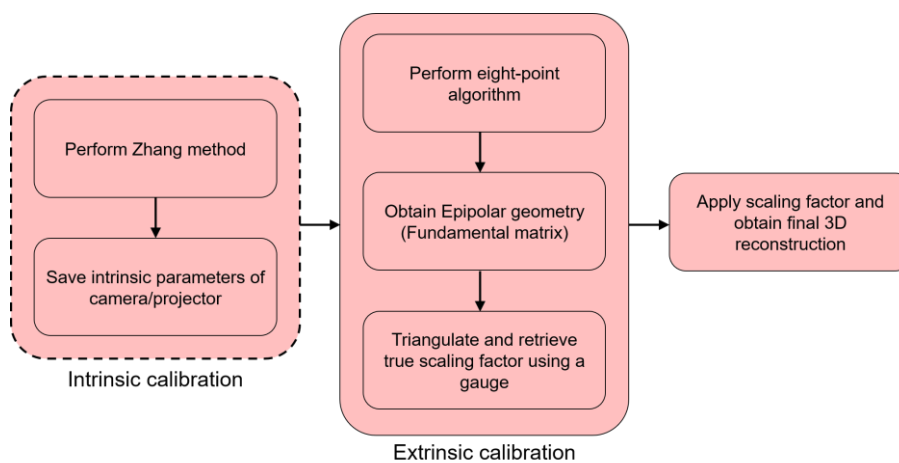 Perform Zhang method
Save intrinsic parameters of
camera/projector
Intrinsic calibration
Perform eight-point
algorithm
Obtain Epipolar geometry
(Fundamental matrix)
Triangulate and retrieve
true scaling factor using a
gauge
Extrinsic calibration
Apply scaling factor and
obtain final 3D
reconstruction